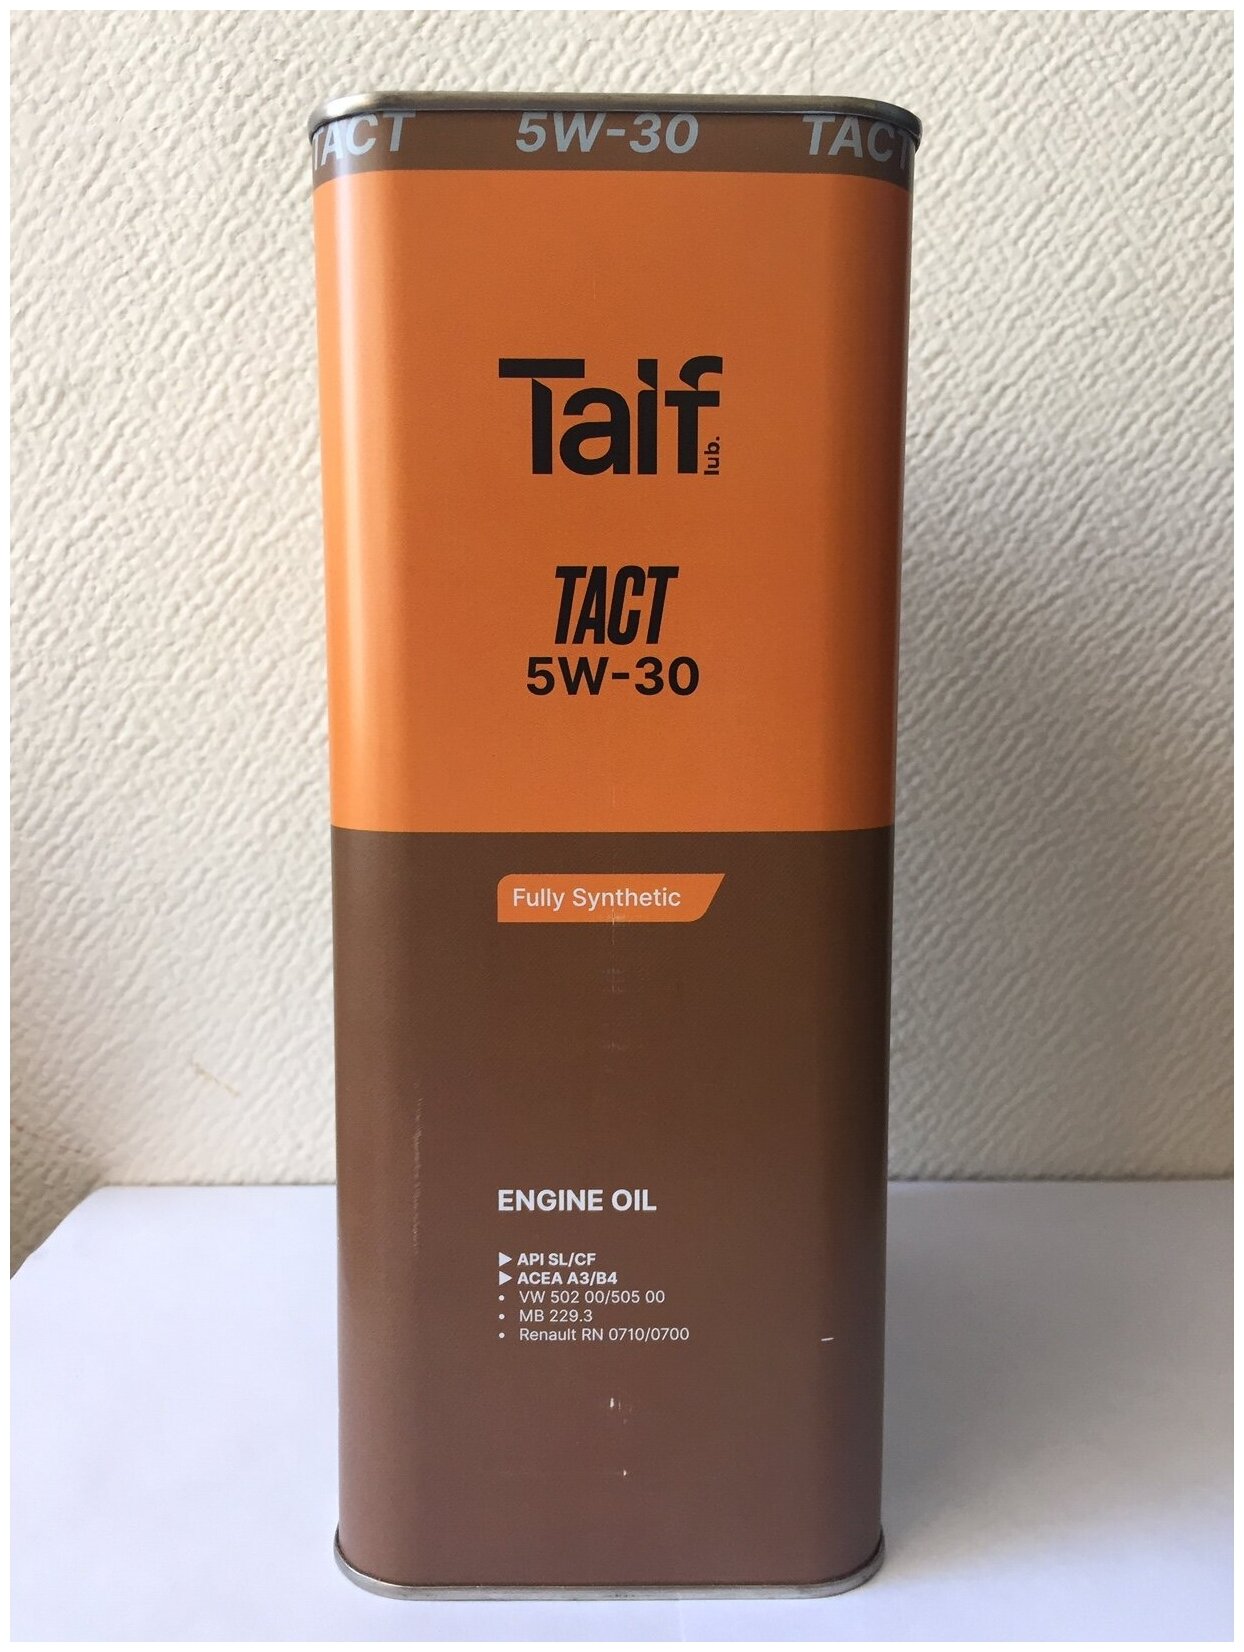 TACT 5W-30 TACT
Taif
lub.
TACT
5W-30
Fully Synthetic
ENGINE OIL
▶ API SL/CF
▶ ACEA A3/B4
• VW 502 00/505 00
• MB 229.3
• Renault RN 0710/0700